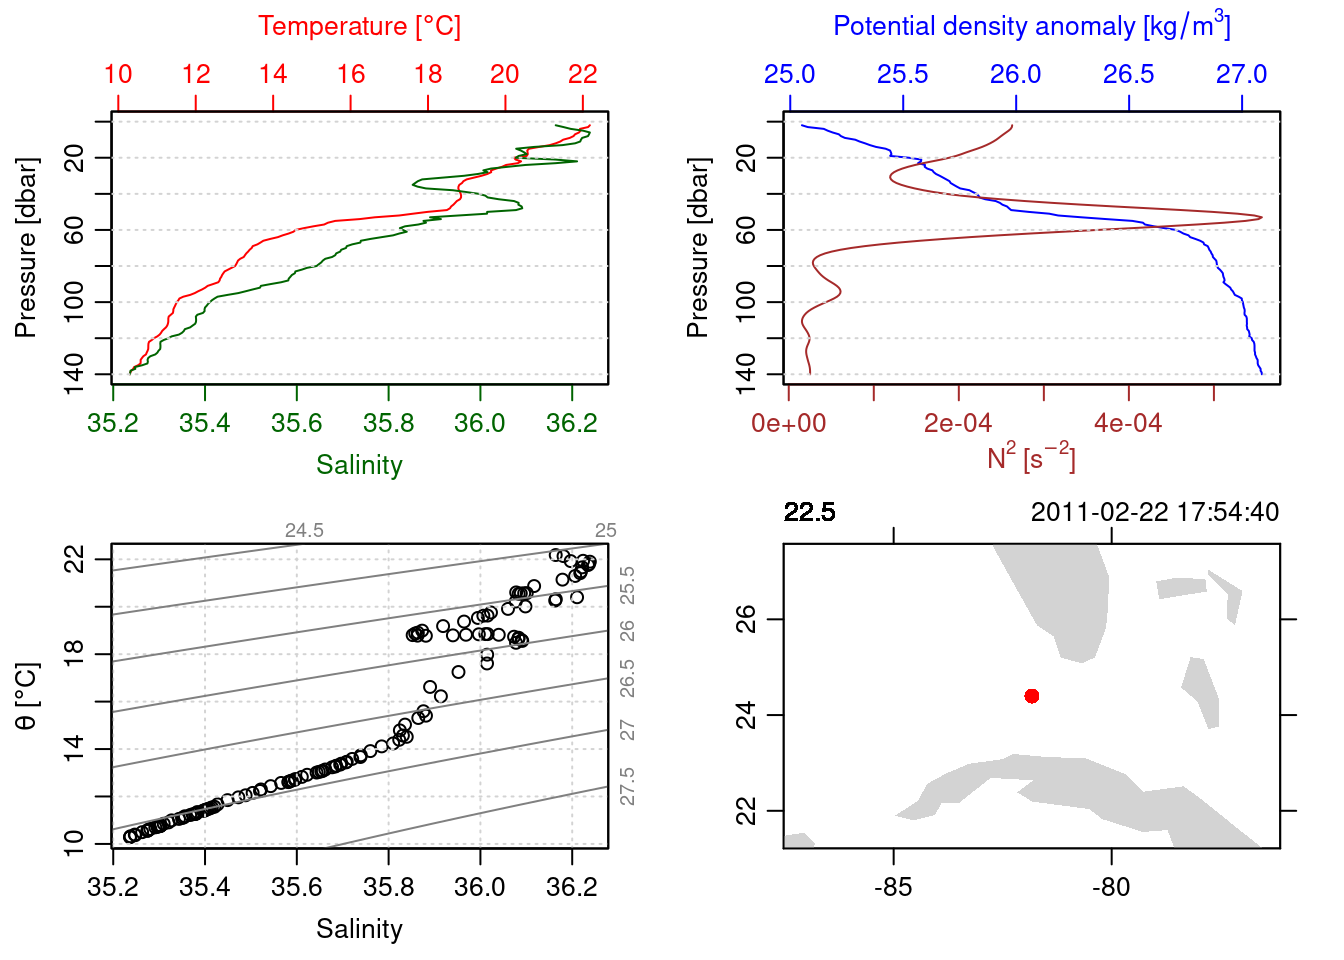 Temperature [°C]
10 12 14 16 18 20 22
Pressure [dbar]
20
60
100
140
35.2 35.4 35.6 35.8 36.0 36.2
Salinity
Potential density anomaly [kg/m³]
25.0 25.5 26.0 26.5 27.0
Pressure [dbar]
20
60
100
140
0e+00 2e-04 4e-04
N² [s⁻²]
24.5 25
θ [°C]
22
18
14
10
25.5
26
26.5
27
27.5
35.2 35.4 35.6 35.8 36.0 36.2
Salinity
22.5 2011-02-22 17:54:40
26
24
22
-85 -80